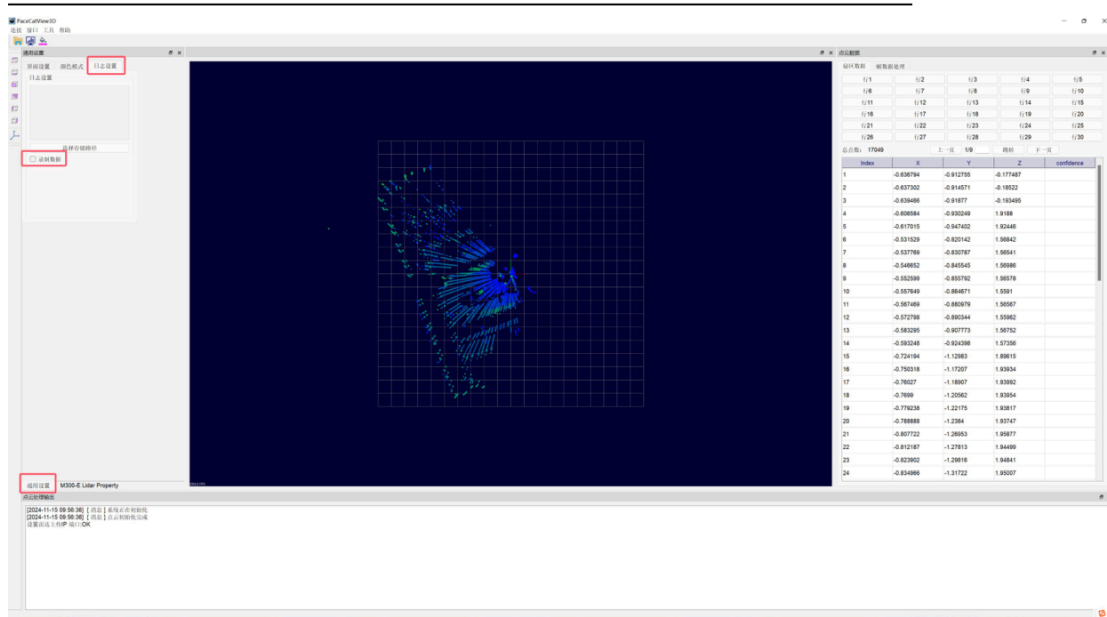 PaceCatView3D
连接 窗口 工具 帮助
通用设置
界面设置 颜色模式 日志设置
日志设置
选择存储路径
录制数据
通用设置 M300-E Lidar Property
点云数据
扇区数据 帧数据处理
行1 行2 行3 行4 行5
行6 行7 行8 行9 行10
行11 行12 行13 行14 行15
行16 行17 行18 行19 行20
行21 行22 行23 行24 行25
行26 行27 行28 行29 行30
总点数: 17049 上一页 1/9 跳转 下一页
Index X Y Z confidence
1 -0.636794 -0.912755 -0.177487
2 -0.637302 -0.914571 -0.18522
3 -0.639466 -0.91877 -0.193495
4 -0.606584 -0.930249 1.9188
5 -0.617015 -0.947402 1.92446
6 -0.531529 -0.820142 1.56842
7 -0.537769 -0.830767 1.56541
8 -0.546652 -0.845545 1.56986
9 -0.552599 -0.855792 1.56578
10 -0.557649 -0.864671 1.5591
11 -0.567469 -0.880979 1.56567
12 -0.572798 -0.890344 1.55962
13 -0.583295 -0.907773 1.56752
14 -0.593248 -0.924398 1.57356
15 -0.724194 -1.12983 1.89615
16 -0.750318 -1.17207 1.93934
17 -0.76027 -1.18907 1.93992
18 -0.7699 -1.20562 1.93954
19 -0.779238 -1.22175 1.93817
20 -0.788888 -1.2384 1.93747
21 -0.807722 -1.26953 1.95877
22 -0.812187 -1.27813 1.94499
23 -0.823902 -1.29816 1.94841
24 -0.834966 -1.31722 1.95007
点云处理输出
[2024-11-15 09:56:36] [ 消息 ] 系统正在初始化
[2024-11-15 09:56:36] [ 消息 ] 点云初始化完成
设置雷达上传IP 端口:OK